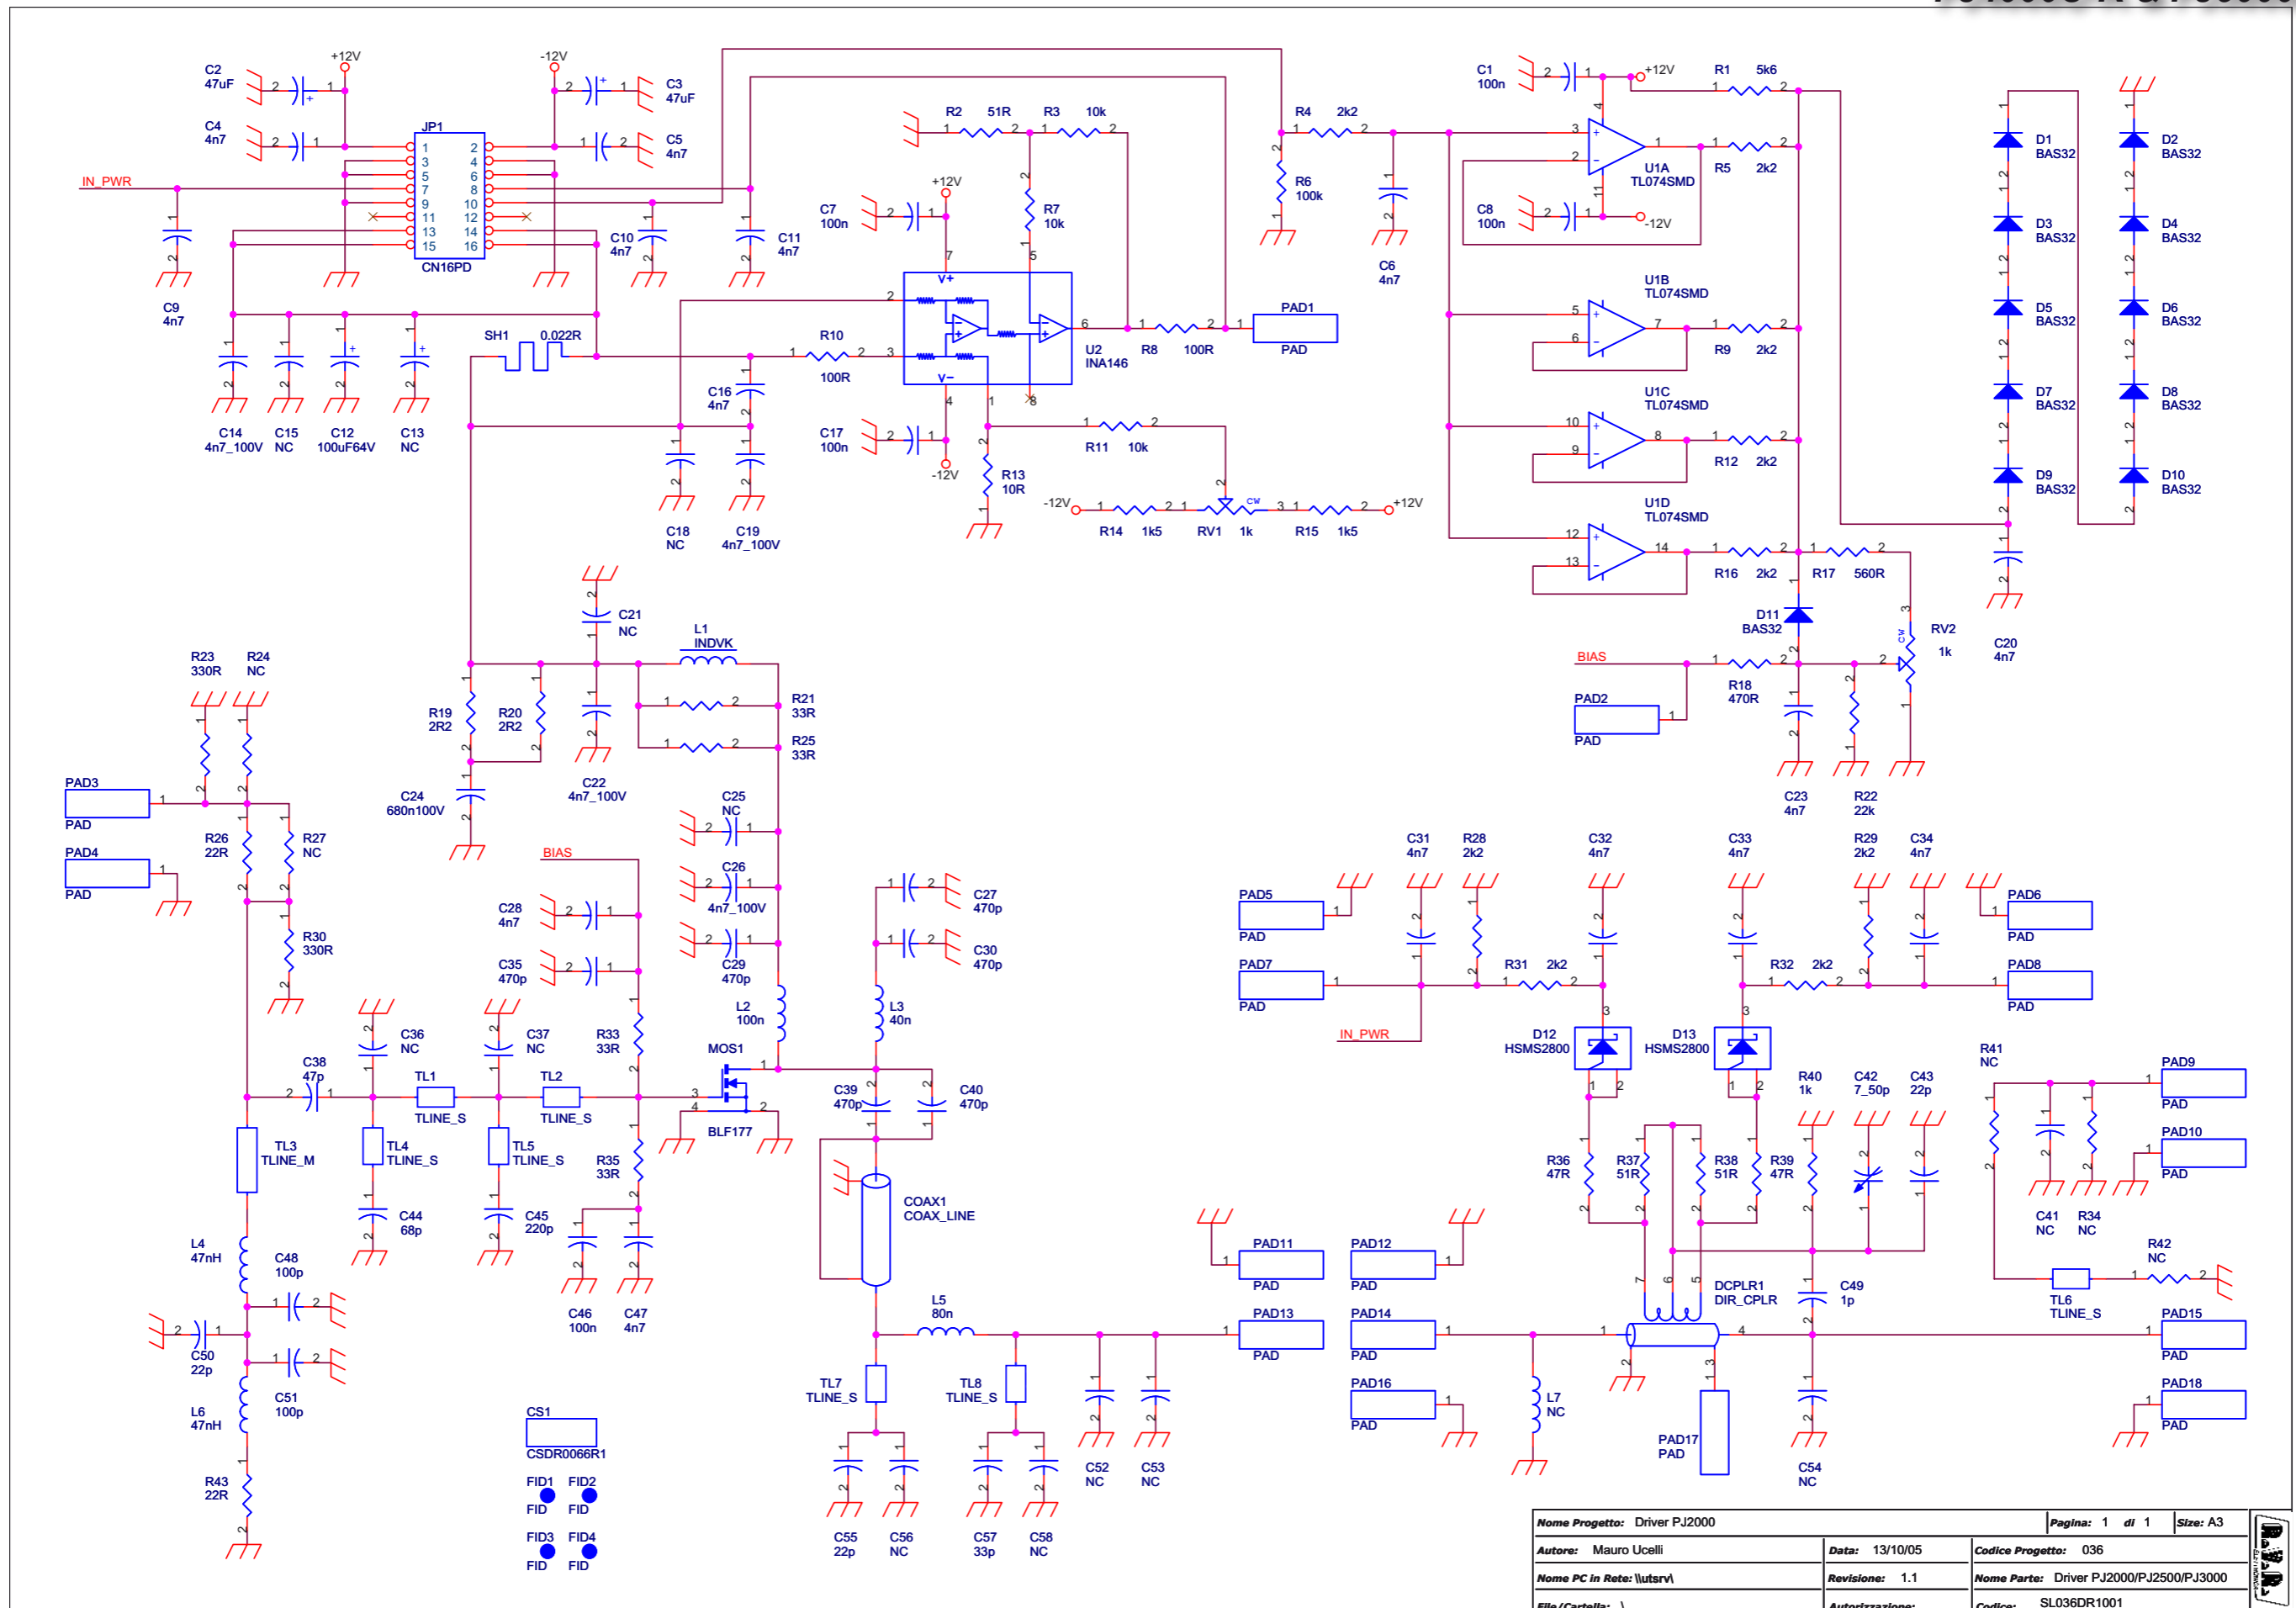 C2
47uF
+12V
-12V
C3
47uF
C4
4n7
JP1
C5
4n7
CN16PD
IN_PWR
C9
4n7
C10
4n7
C11
4n7
C14
4n7_100V
C15
NC
C12
100uF64V
C13
NC
SH1 0.022R
R2 51R
R3 10k
R7
10k
C7
100n
+12V
V+
V-
U2
INA146
R8 100R
PAD1
PAD
R10
100R
C16
4n7
C17
100n
-12V
C18
NC
C19
4n7_100V
R13
10R
R11 10k
-12V
R14 1k5
RV1 1k
CW
R15 1k5
+12V
R4 2k2
R6
100k
C6
4n7
C1
100n
+12V
R1 5k6
U1A
TL074SMD
R5 2k2
C8
100n
-12V
U1B
TL074SMD
R9 2k2
U1C
TL074SMD
R12 2k2
U1D
TL074SMD
R16 2k2
R17 560R
D1
BAS32
D2
BAS32
D3
BAS32
D4
BAS32
D5
BAS32
D6
BAS32
D7
BAS32
D8
BAS32
D9
BAS32
D10
BAS32
C20
4n7
D11
BAS32
CW
RV2
1k
BIAS
R18
470R
PAD2
PAD
C23
4n7
R22
22k
C21
NC
L1
INDVK
R19
2R2
R20
2R2
R21
33R
R25
33R
C22
4n7_100V
C24
680n100V
R23
330R
R24
NC
PAD3
PAD
PAD4
PAD
R26
22R
R27
NC
R30
330R
BIAS
C28
4n7
C35
470p
C25
NC
C26
4n7_100V
C29
470p
C27
470p
C30
470p
L2
100n
L3
40n
R33
33R
MOS1
BLF177
C36
NC
C37
NC
C38
47p
TL1
TLINE_S
TL2
TLINE_S
TL3
TLINE_M
TL4
TLINE_S
TL5
TLINE_S
R35
33R
C39
470p
C40
470p
C44
68p
C45
220p
C46
100n
C47
4n7
COAX1
COAX_LINE
L4
47nH
C48
100p
C50
22p
C51
100p
L6
47nH
R43
22R
CS1
CSDR0066R1
FID1 FID2
FID FID
FID3 FID4
FID FID
L5
80n
TL7
TLINE_S
TL8
TLINE_S
C55
22p
C56
NC
C57
33p
C58
NC
C52
NC
C53
NC
PAD11
PAD
PAD13
PAD
PAD12
PAD
PAD14
PAD
PAD16
PAD
L7
NC
PAD5
PAD
PAD7
PAD
IN_PWR
C31
4n7
R28
2k2
R31 2k2
C32
4n7
C33
4n7
R32 2k2
R29
2k2
C34
4n7
PAD6
PAD
PAD8
PAD
D12
HSMS2800
D13
HSMS2800
R36
47R
R37
51R
R38
51R
R39
47R
R40
1k
C42
7_50p
C43
22p
R41
NC
PAD9
PAD
PAD10
PAD
C41
NC
R34
NC
DCPLR1
DIR_CPLR
C49
1p
R42
NC
TL6
TLINE_S
PAD15
PAD
PAD18
PAD
PAD17
PAD
C54
NC
Nome Progetto: Driver PJ2000
Pagina: 1 di 1
Size: A3
Autore: Mauro Ucelli
Data: 13/10/05
Codice Progetto: 036
Nome PC in Rete: \\utsrv\
Revisione: 1.1
Nome Parte: Driver PJ2000/PJ2500/PJ3000
File/Cartella: \
Autorizzazione:
Codice: SL036DR1001